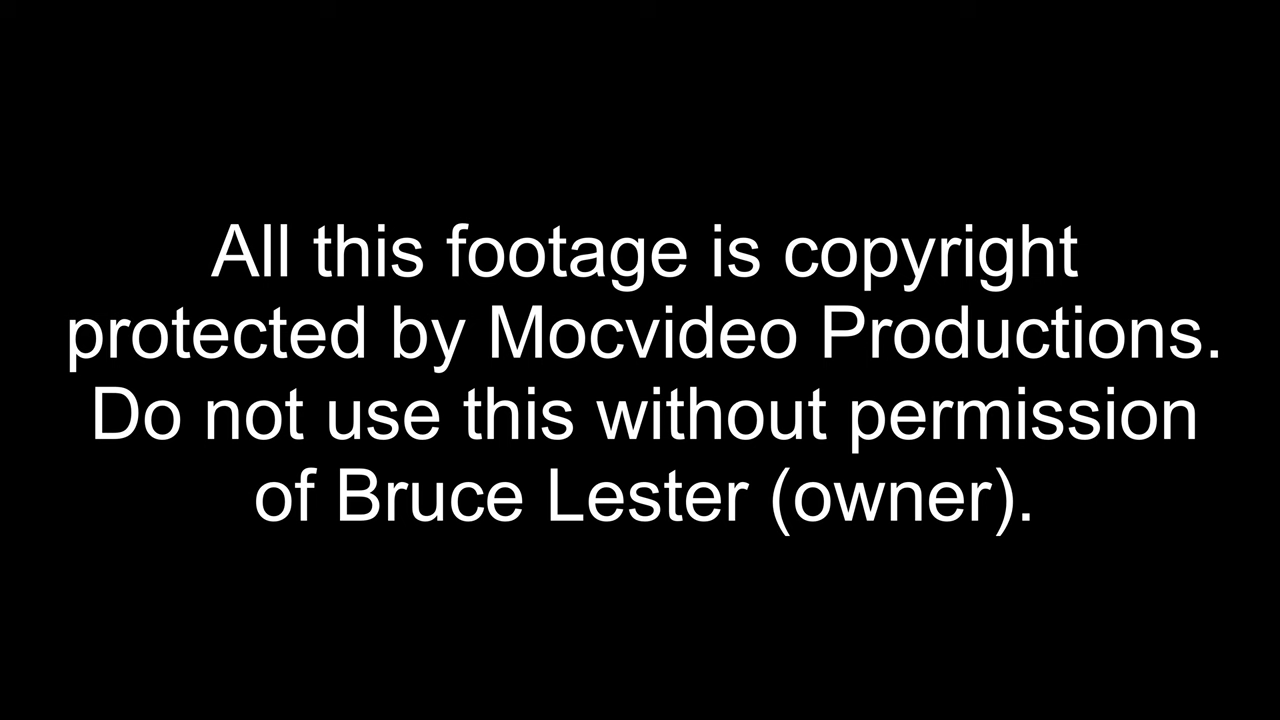 All this footage is copyright
protected by Mocvideo Productions.
Do not use this without permission
of Bruce Lester (owner).